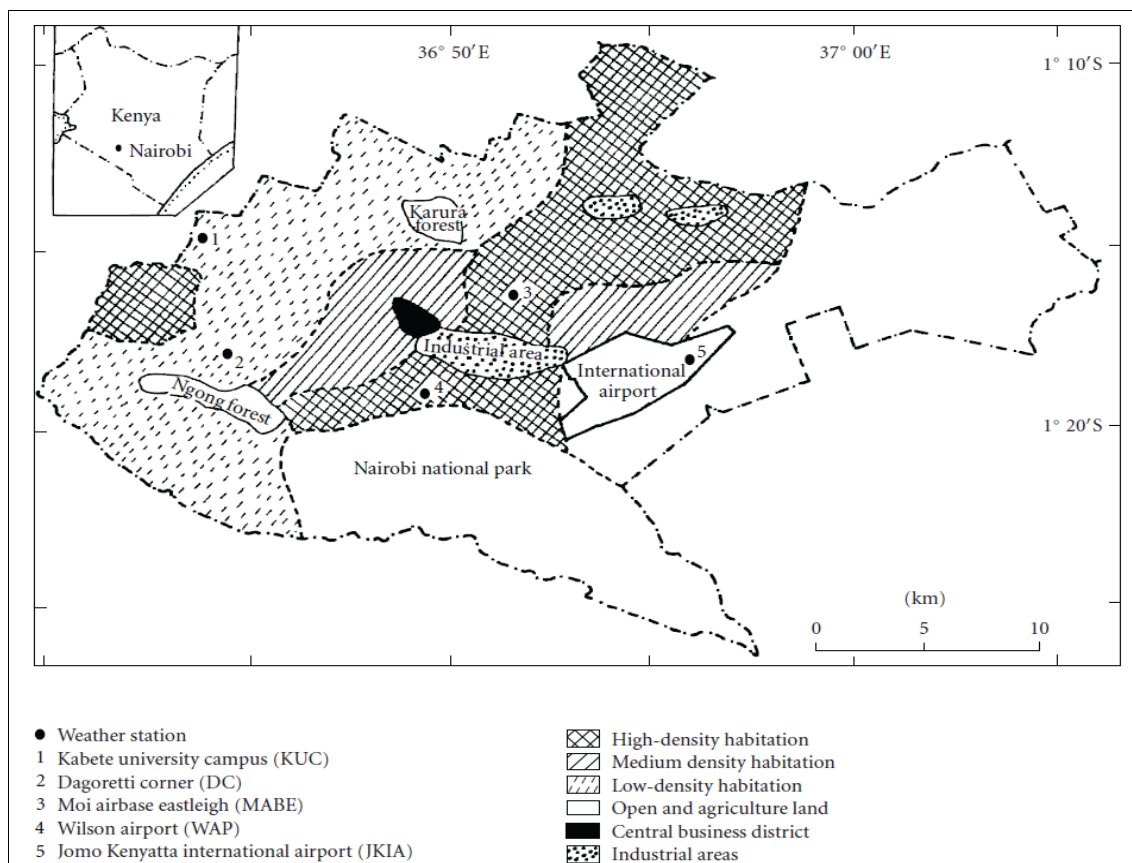 36° 50′E
37° 00′E
1° 10′S
Kenya
Nairobi
Karura
forest
1
3
2
Industrial area
5
International
airport
Ngong forest
4
1° 20′S
Nairobi national park
(km)
0 5 10
Weather station
1 Kabete university campus (KUC)
2 Dagoretti corner (DC)
3 Moi airbase eastleigh (MABE)
4 Wilson airport (WAP)
5 Jomo Kenyatta international airport (JKIA)
High-density habitation
Medium density habitation
Low-density habitation
Open and agriculture land
Central business district
Industrial areas